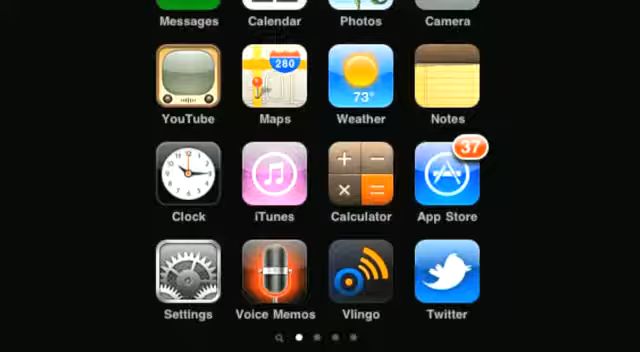 Messages Calendar Photos Camera
280
73°
YouTube Maps Weather Notes
37
Clock iTunes Calculator App Store
Settings Voice Memos Vlingo Twitter